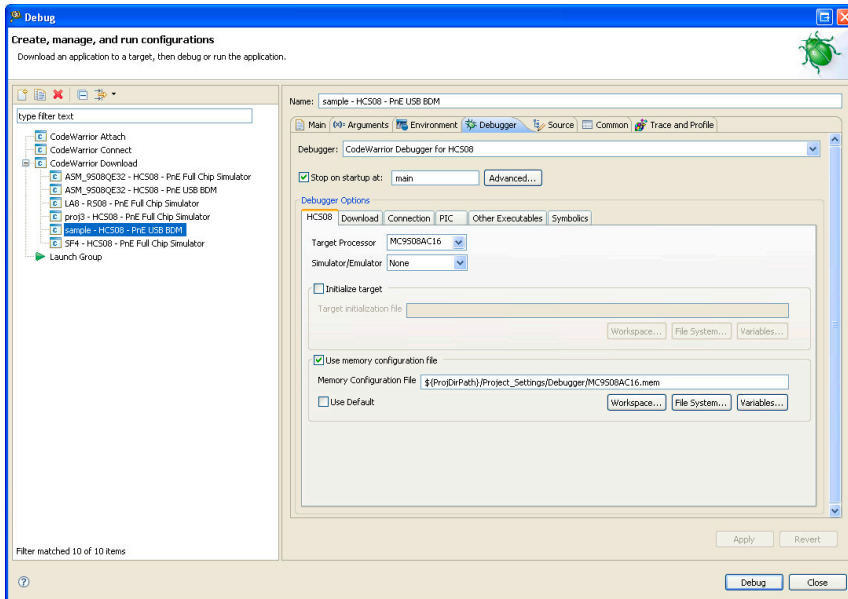 Debug
Create, manage, and run configurations
Download an application to a target, then debug or run the application.
type filter text
CodeWarrior Attach
CodeWarrior Connect
CodeWarrior Download
ASM_9S08QE32 - HCS08 - PnE Full Chip Simulator
ASM_9S08QE32 - HCS08 - PnE USB BDM
LA8 - RS08 - PnE Full Chip Simulator
proj3 - HCS08 - PnE Full Chip Simulator
sample - HCS08 - PnE USB BDM
SF4 - HCS08 - PnE Full Chip Simulator
Launch Group
Filter matched 10 of 10 items
Name: sample - HCS08 - PnE USB BDM
Main (x)= Arguments Environment Debugger Source Common Trace and Profile
Debugger: CodeWarrior Debugger for HCS08
Stop on startup at: main Advanced...
Debugger Options
HCS08 Download Connection PIC Other Executables Symbolics
Target Processor MC9S08AC16
Simulator/Emulator None
Initialize target
Target initialization file
Workspace... File System... Variables...
Use memory configuration file
Memory Configuration File ${ProjDirPath}/Project_Settings/Debugger/MC9S08AC16.mem
Use Default Workspace... File System... Variables...
Apply Revert
? Debug Close